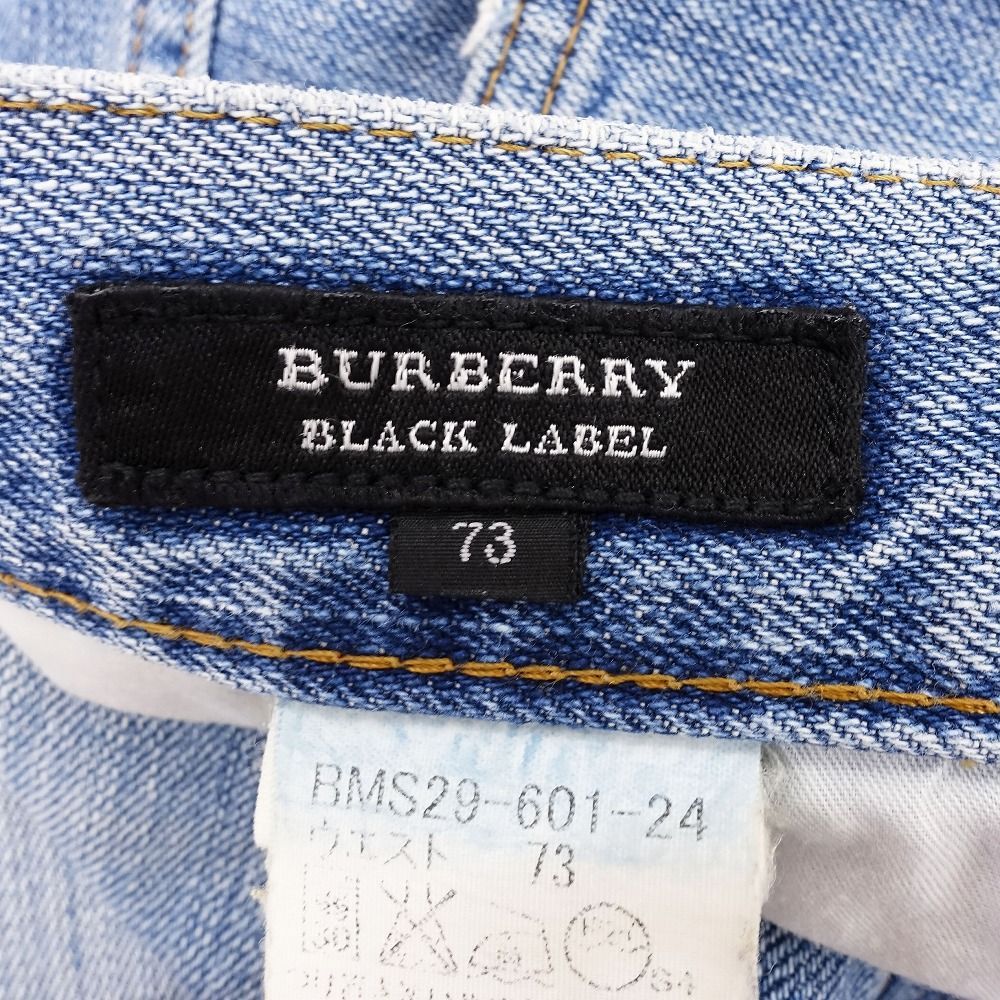 BURBERRY
BLACK LABEL
73
BMS29-601-24
ウエスト 73